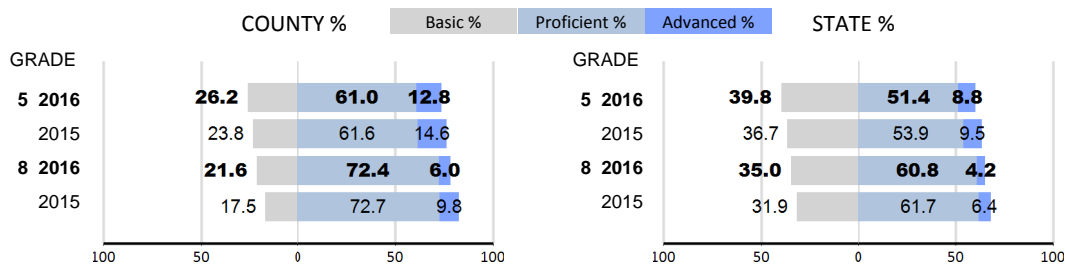 COUNTY % Basic % Proficient % Advanced % STATE %
GRADE GRADE
5 2016 26.2 61.0 12.8 5 2016 39.8 51.4 8.8
2015 23.8 61.6 14.6 2015 36.7 53.9 9.5
8 2016 21.6 72.4 6.0 8 2016 35.0 60.8 4.2
2015 17.5 72.7 9.8 2015 31.9 61.7 6.4
100 50 0 50 100 100 50 0 50 100